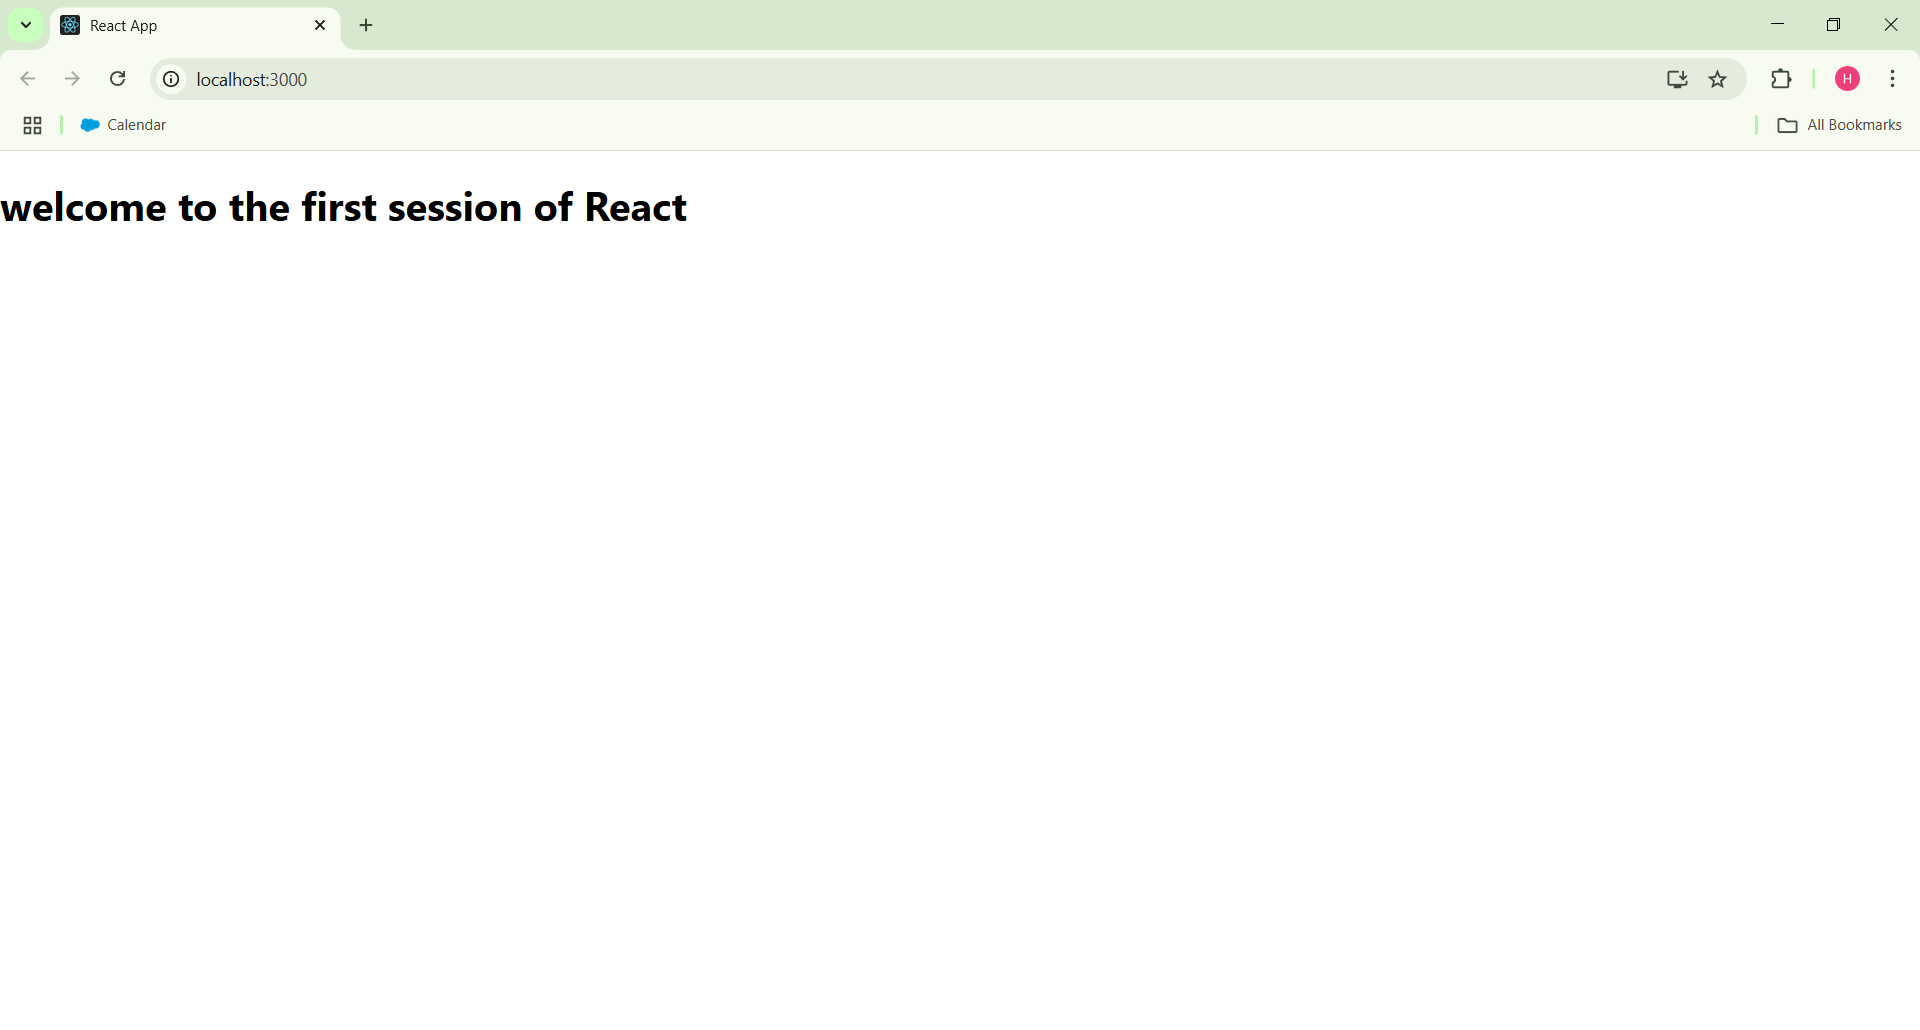 React App
localhost:3000
H
Calendar
All Bookmarks
welcome to the first session of React